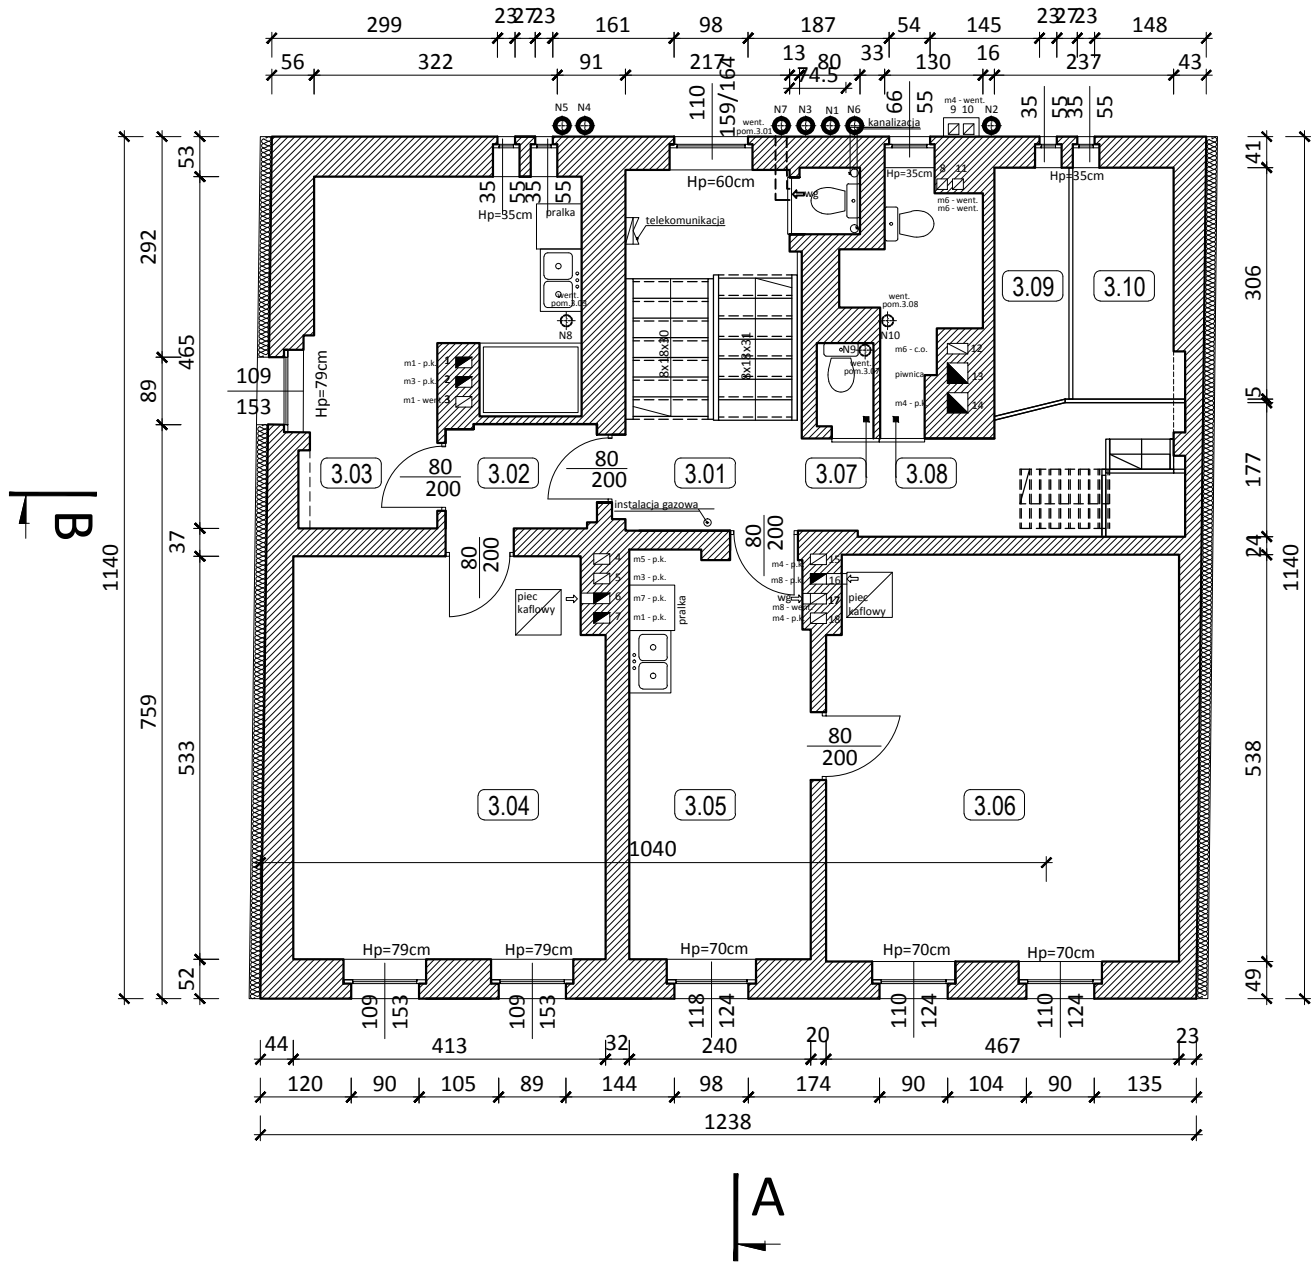 299 23 27 23 161 98 187 54 145 23 27 23 148
56 322 91 217 13 80 33 130 16 237 43
74.5
N5 N4
110
159/164
N7 N3 N1 N6
kanalizacja
went.
pom.3.01
66
55
m4 - went.
9 10
N2
35
55
35
55
53
292
465
89
37
1140
759
533
52
41
306
5
177
24
1140
538
49
35
55
35
55
Hp=35cm
pralka
Hp=60cm
telekomunikacja
wg
Hp=35cm
8 11
m6 - went.
m6 - went.
Hp=35cm
3.09
3.10
went.
pom.3.03
N8
8x18x30
8x18x31
went.
pom.3.08
N10
N9
went.
pom.3.07
m6 - c.o. 12
piwnica 13
m4 - p.k. 14
109
153
Hp=79cm
m1 - p.k. 1
m3 - p.k. 2
m1 - went. 3
3.03
80
200
3.02
80
200
3.01
3.07
3.08
instalacja gazowa
80
200
80
200
4 m5 - p.k.
5 m3 - p.k.
6 m7 - p.k.
7 m1 - p.k.
piec
kaflowy
pralka
m4 - p.k. 15
m8 - p.k. 16
wg 17
m8 - went.
m4 - p.k. 18
piec
kaflowy
80
200
3.04
3.05
3.06
1040
Hp=79cm
Hp=79cm
Hp=70cm
Hp=70cm
Hp=70cm
109
153
109
153
118
124
110
124
110
124
44 413 32 240 20 467 23
120 90 105 89 144 98 174 90 104 90 135
1238
B
A